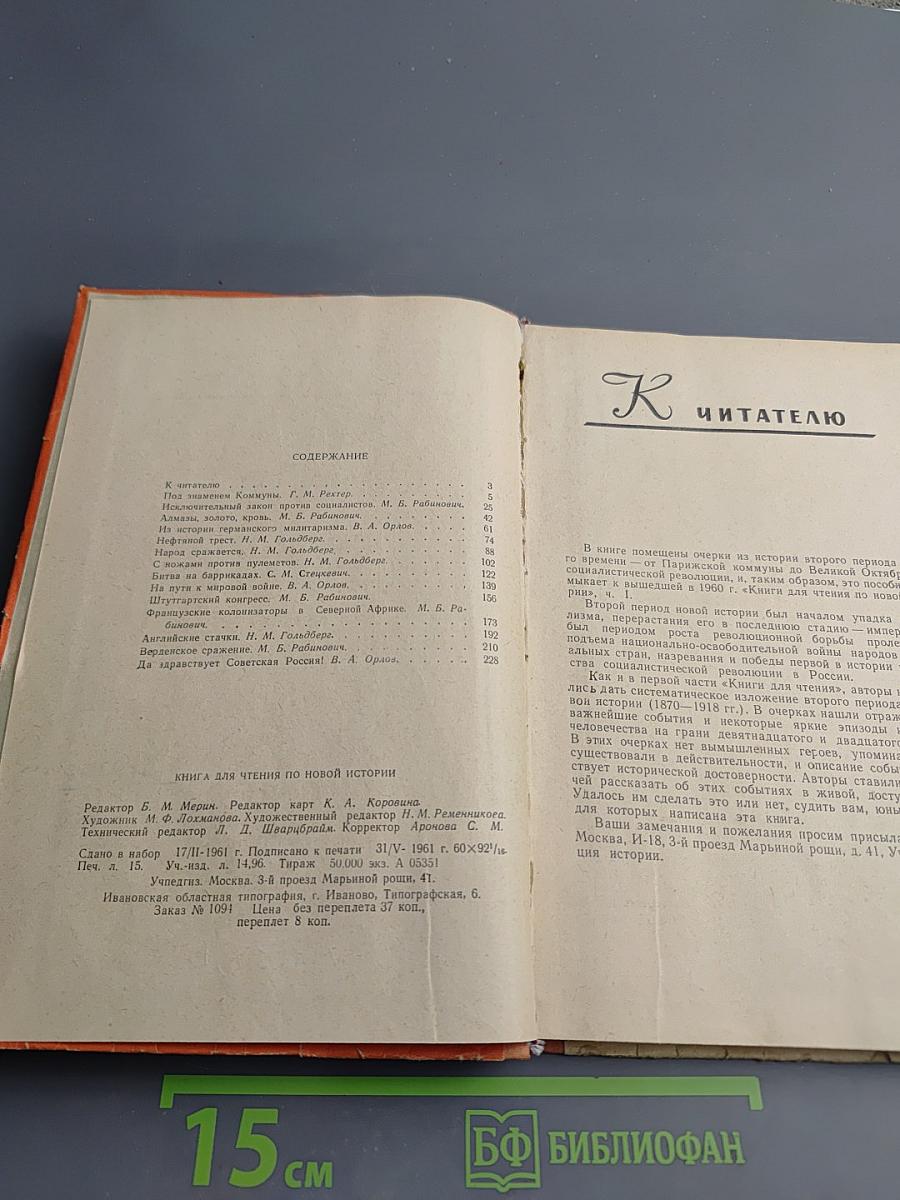 СОДЕРЖАНИЕ
К читателю . . . . . . . . . . . . . . . . . . 3
Под знаменем Коммуны. Г. М. Рехтер. . . . . . . . . 5
Исключительный закон против социалистов. М. Б. Рабинович. 25
Алмазы, золото, кровь. М. Б. Рабинович. . . . . . . . 42
Из истории германского милитаризма. В. А. Орлов. . . . . 61
Нефтяной трест. Н. М. Гольдберг. . . . . . . . . . . 74
Народ сражается. Н. М. Гольдберг. . . . . . . . . . 88
С ножами против пулеметов. Н. М. Гольдберг. . . . . . 102
Битва на баррикадах. С. М. Стецкевич. . . . . . . . . 122
На пути к мировой войне. В. А. Орлов. . . . . . . . . 139
Штутгартский конгресс. М. Б. Рабинович. . . . . . . . 156
Французские колонизаторы в Северной Африке. М. Б. Ра-
бинович. . . . . . . . . . . . . . . . . . 173
Английские стачки. Н. М. Гольдберг. . . . . . . . . . 192
Верденское сражение. М. Б. Рабинович. . . . . . . . . 210
Да здравствует Советская Россия! В. А. Орлов. . . . . . 228
КНИГА ДЛЯ ЧТЕНИЯ ПО НОВОЙ ИСТОРИИ
Редактор Б. М. Мерин. Редактор карт К. А. Коровина.
Художник М. Ф. Лохманова. Художественный редактор Н. М. Ременникова.
Технический редактор Л. Д. Шварцбрайм. Корректор Аронова С. М.
Сдано в набор 17/II-1961 г. Подписано к печати 31/V- 1961 г. 60×92¹/₁₆.
Печ. л. 15. Уч.-изд. л. 14,96. Тираж 50.000 экз. А 05351
Учпедгиз. Москва. 3-й проезд Марьиной рощи, 41.
Ивановская областная типография, г. Иваново, Типографская, 6.
Заказ № 1094 Цена без переплета 37 коп.,
переплет 8 коп.
К ЧИТАТЕЛЮ
В книге помещены очерки из истории второго периода
го времени — от Парижской коммуны до Великой Октябр
социалистической революции, и, таким образом, это пособи
мыкает к вышедшей в 1960 г. «Книги для чтения по новой
рии», ч. I.
Второй период новой истории был началом упадка
лизма, перерастания его в последнюю стадию — импер
был периодом роста революционной борьбы проле
подъема национально-освободительной войны народов
альных стран, назревания и победы первой в истории
ства социалистической революции в России.
Как и в первой части «Книги для чтения», авторы
лись дать систематическое изложение второго периода
вой истории (1870—1918 гг.). В очерках нашли отраж
важнейшие события и некоторые яркие эпизоды
человечества на грани девятнадцатого и двадцатого
В этих очерках нет вымышленных героев, упомина
существовали в действительности, и описание событ
ствует исторической достоверности. Авторы ставили
чей рассказать об этих событиях в живой, досту
Удалось им сделать это или нет, судить вам, юны
для которых написана эта книга.
Ваши замечания и пожелания просим присыла
Москва, И-18, 3-й проезд Марьиной рощи, д. 41, Уч
ция истории.
15 см
БФ БИБЛИОФАН